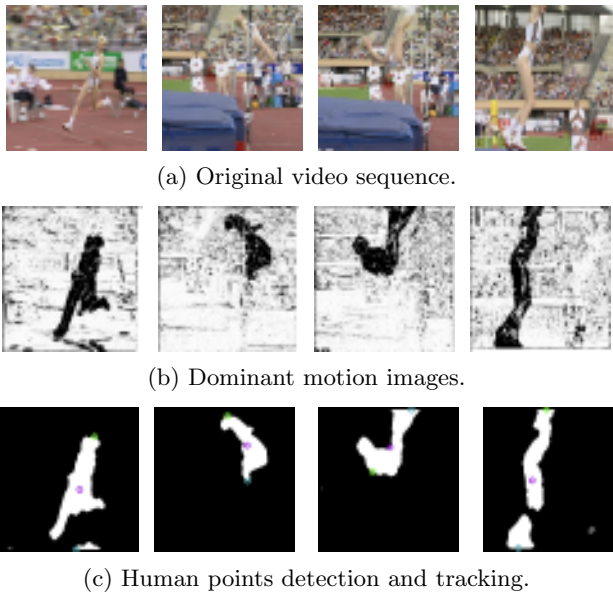 (a) Original video sequence.
(b) Dominant motion images.
(c) Human points detection and tracking.